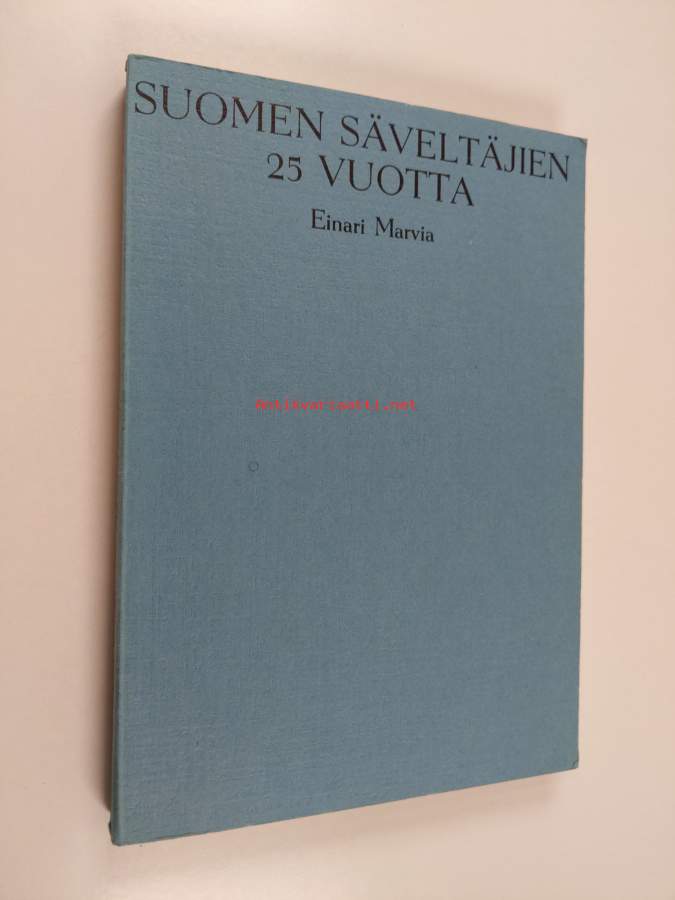 SUOMEN SÄVELTÄJIEN
25 VUOTTA
Einari Marvia
Antikvariaatti.net